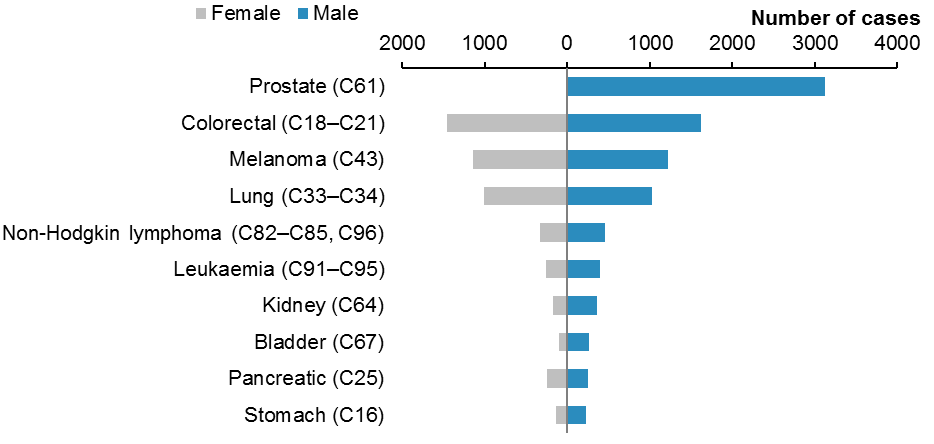 Female Male
Number of cases
2000 1000 0 1000 2000 3000 4000
Prostate (C61)
Colorectal (C18–C21)
Melanoma (C43)
Lung (C33–C34)
Non-Hodgkin lymphoma (C82–C85, C96)
Leukaemia (C91–C95)
Kidney (C64)
Bladder (C67)
Pancreatic (C25)
Stomach (C16)